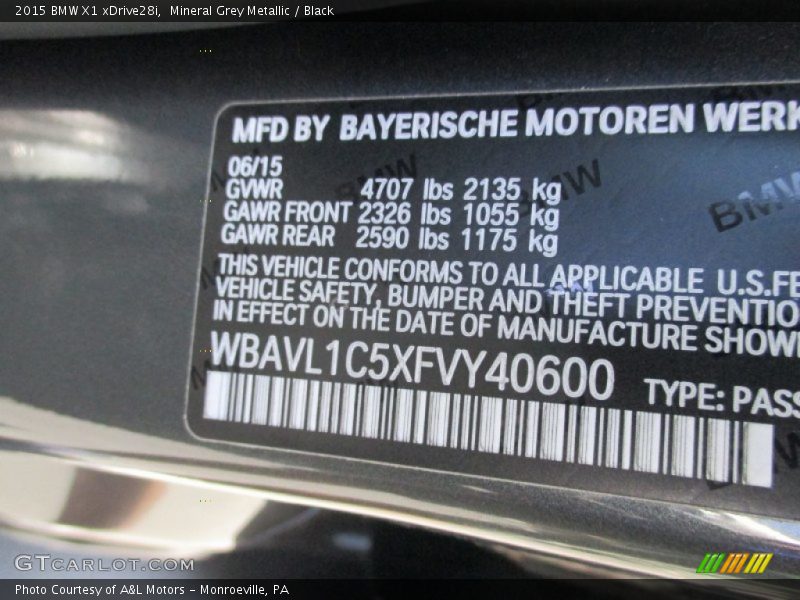 2015 BMW X1 xDrive28i, Mineral Grey Metallic / Black
MFD BY BAYERISCHE MOTOREN WERK
06/15
GVWR 4707 lbs 2135 kg
GAWR FRONT 2326 lbs 1055 kg
GAWR REAR 2590 lbs 1175 kg
THIS VEHICLE CONFORMS TO ALL APPLICABLE U.S.FE
VEHICLE SAFETY, BUMPER AND THEFT PREVENTIO
IN EFFECT ON THE DATE OF MANUFACTURE SHOW
WBAVL1C5XFVY40600 TYPE: PASS
BMW
BMW
BMW
GTCARLOT.COM
Photo Courtesy of A&L Motors - Monroeville, PA